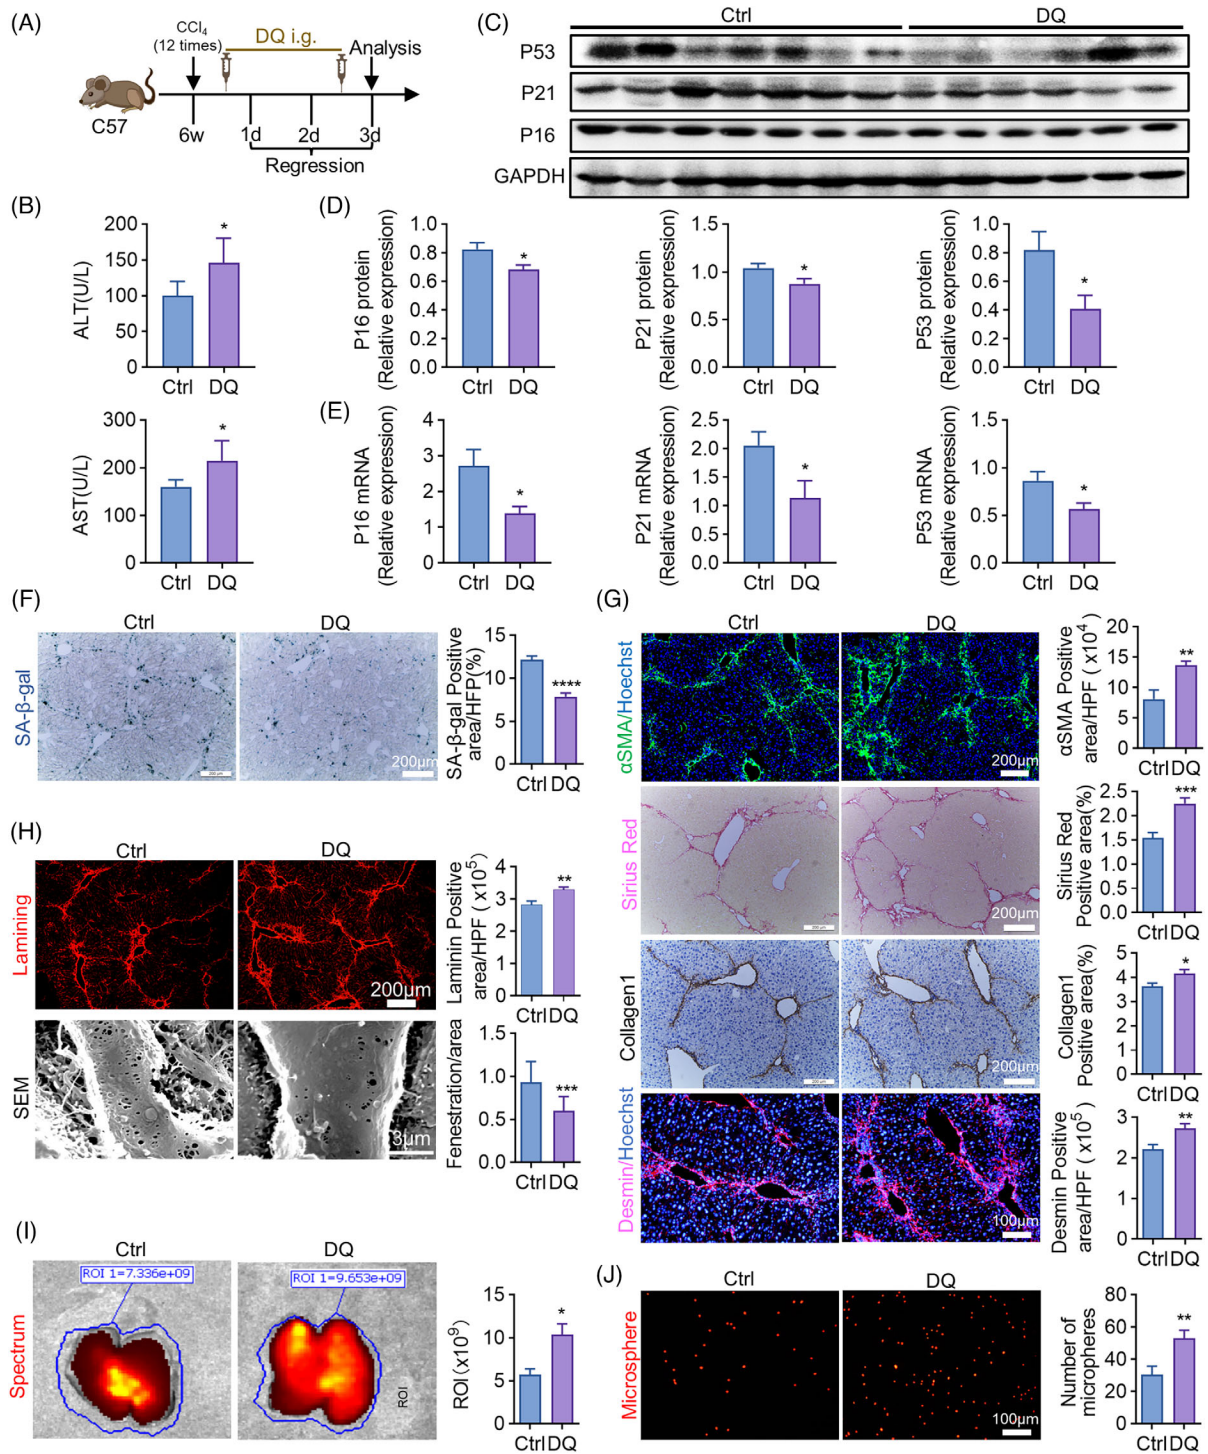 (A)
CCl₄
(12 times)
DQ i.g.
Analysis
C57
6w
1d
2d
3d
Regression
(C)
Ctrl
DQ
P53
P21
P16
GAPDH
(B)
ALT(U/L)
200
150
100
50
0
*
Ctrl
DQ
AST(U/L)
300
200
100
0
*
Ctrl
DQ
(D)
P16 protein
(Relative expression)
0.8
0.6
0.4
0.2
0.0
*
Ctrl
DQ
P21 protein
(Relative expression)
1.5
1.0
0.5
0.0
*
Ctrl
DQ
P53 protein
(Relative expression)
0.8
0.6
0.4
0.2
0.0
*
Ctrl
DQ
(E)
P16 mRNA
(Relative expression)
4
3
2
1
0
*
Ctrl
DQ
P21 mRNA
(Relative expression)
2.5
2.0
1.5
1.0
0.5
0.0
*
Ctrl
DQ
P53 mRNA
(Relative expression)
1.5
1.0
0.5
0.0
*
Ctrl
DQ
(F)
Ctrl
DQ
SA-β-gal
200 μm
200μm
SA-β-gal Positive
area/HFP(%)
15
10
5
0
****
Ctrl
DQ
(G)
Ctrl
DQ
αSMA/Hoechst
200μm
αSMA Positive
area/HPF ( x10⁴)
20
15
10
5
0
**
Ctrl DQ
Sirius Red
200 μm
200μm
Sirius Red
Positive area(%)
2.5
2.0
1.5
1.0
0.5
0.0
***
Ctrl DQ
Collagen1
200 μm
200μm
Collagen1
Positive area(%)
5
4
3
2
1
0
*
Ctrl DQ
Desmin/Hoechst
100μm
Desmin Positive
area/HPF ( x10⁵)
3
2
1
0
**
Ctrl DQ
(H)
Ctrl
DQ
Lamining
200μm
Laminin Positive
area/HPF ( x10⁵)
4
3
2
1
0
**
Ctrl DQ
SEM
3μm
Fenestration/area
1.5
1.0
0.5
0.0
***
Ctrl DQ
(I)
Ctrl
DQ
Spectrum
ROI 1=7.336e+09
ROI 1=9.653e+09
ROI
ROI (x10⁹)
15
10
5
0
*
Ctrl DQ
(J)
Ctrl
DQ
Microsphere
100μm
Number of
micropheres
80
60
40
20
0
**
Ctrl DQ